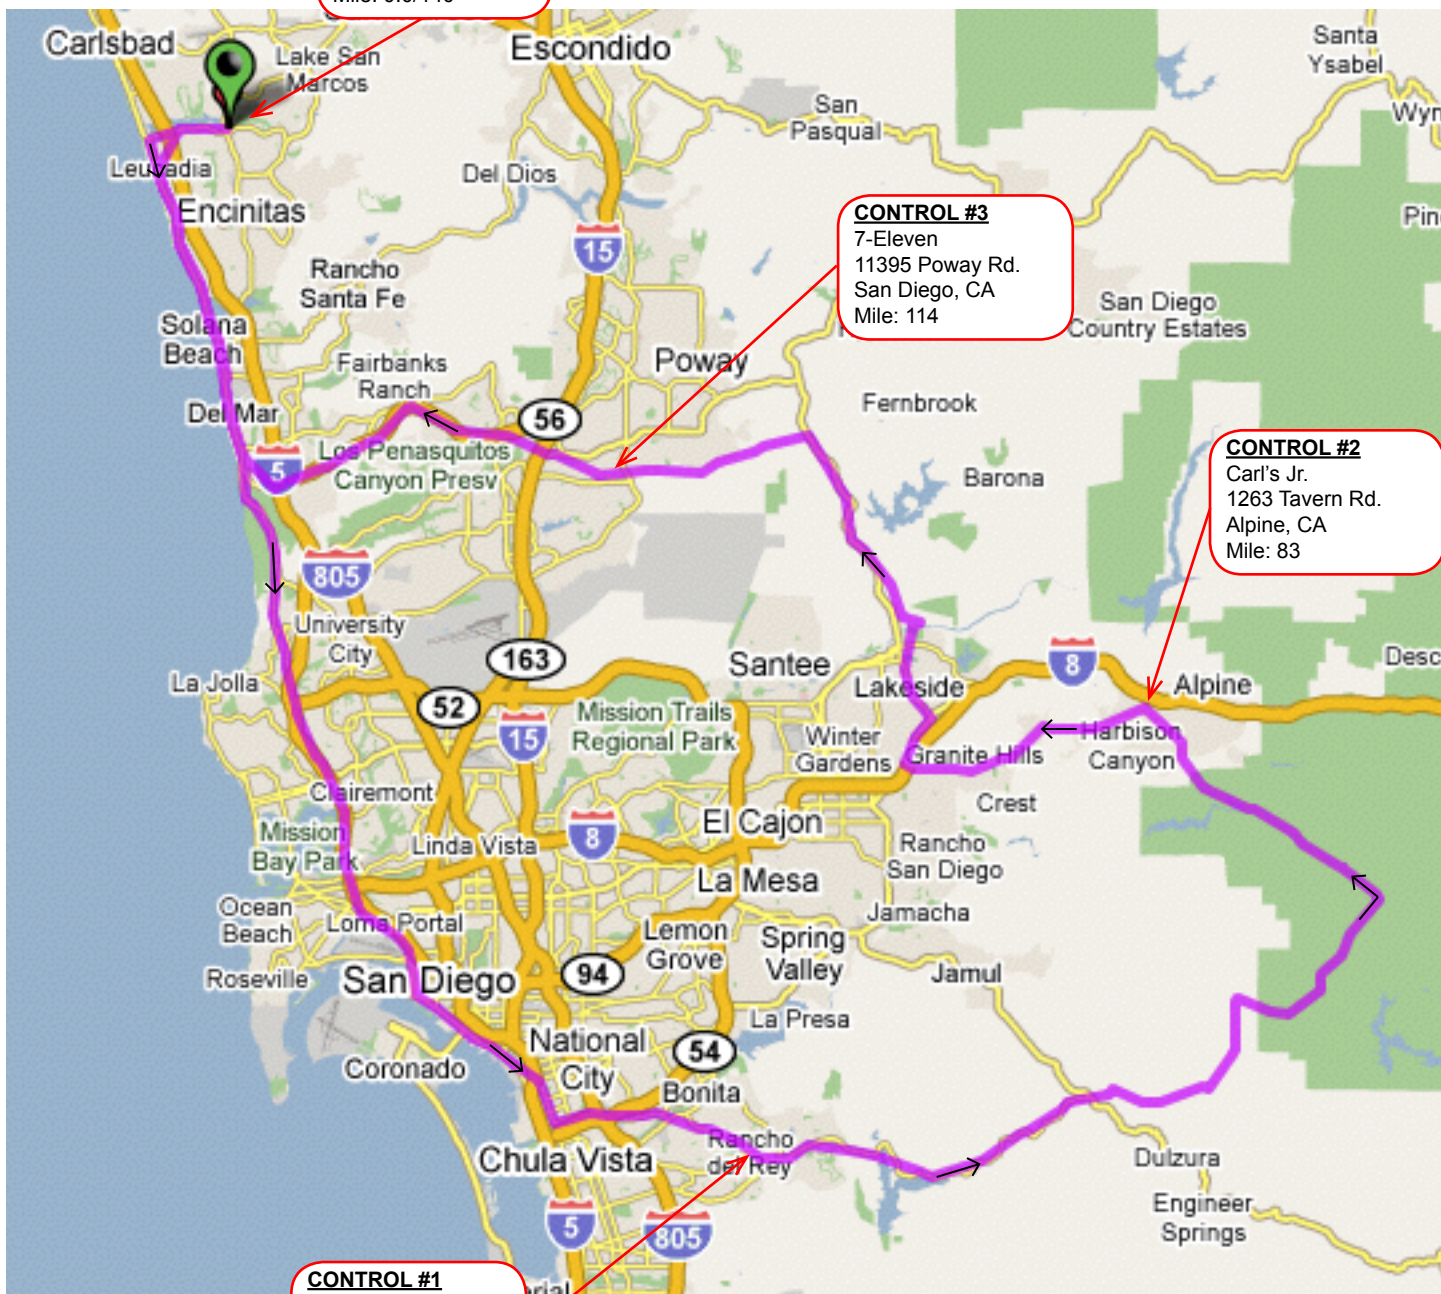 Carlsbad
Lake San
Marcos
Escondido
Santa
Ysabel
San
Pasqual
Leucadia
Del Dios
Encinitas
15
CONTROL #3
7-Eleven
11395 Poway Rd.
San Diego, CA
Mile: 114
Rancho
Santa Fe
San Diego
Country Estates
Solana
Beach
Fairbanks
Ranch
Poway
Del Mar
56
Fernbrook
5
Los Penasquitos
Canyon Presv
Barona
CONTROL #2
Carl's Jr.
1263 Tavern Rd.
Alpine, CA
Mile: 83
805
University
City
163
Santee
8
Desc
La Jolla
Lakeside
Alpine
52
15
Mission Trails
Regional Park
Winter
Gardens
Granite Hills
Harbison
Canyon
Clairemont
Crest
Mission
Bay Park
Linda Vista
8
El Cajon
Rancho
San Diego
La Mesa
Ocean
Beach
Loma Portal
Jamacha
Lemon
Grove
Spring
Valley
Roseville
San Diego
94
Jamul
La Presa
Coronado
National
City
54
Bonita
Chula Vista
Rancho
del Rey
Dulzura
Engineer
Springs
5
805
CONTROL #1